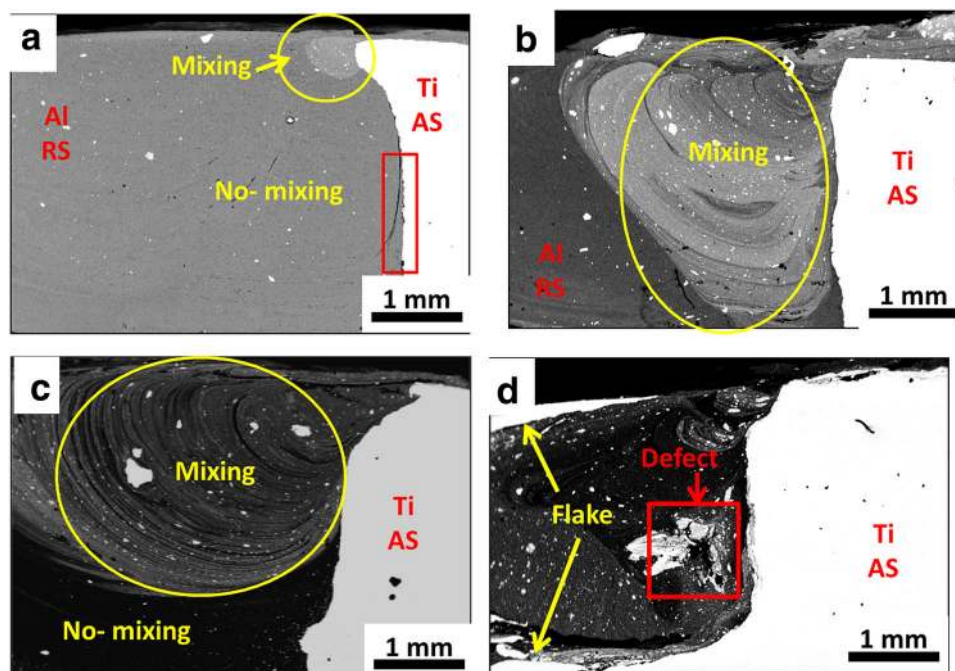 a
Mixing
Ti
AS
Al
RS
No- mixing
1 mm
b
Mixing
Ti
AS
Al
RS
1 mm
c
Mixing
Ti
AS
No- mixing
1 mm
d
Defect
Flake
Ti
AS
1 mm